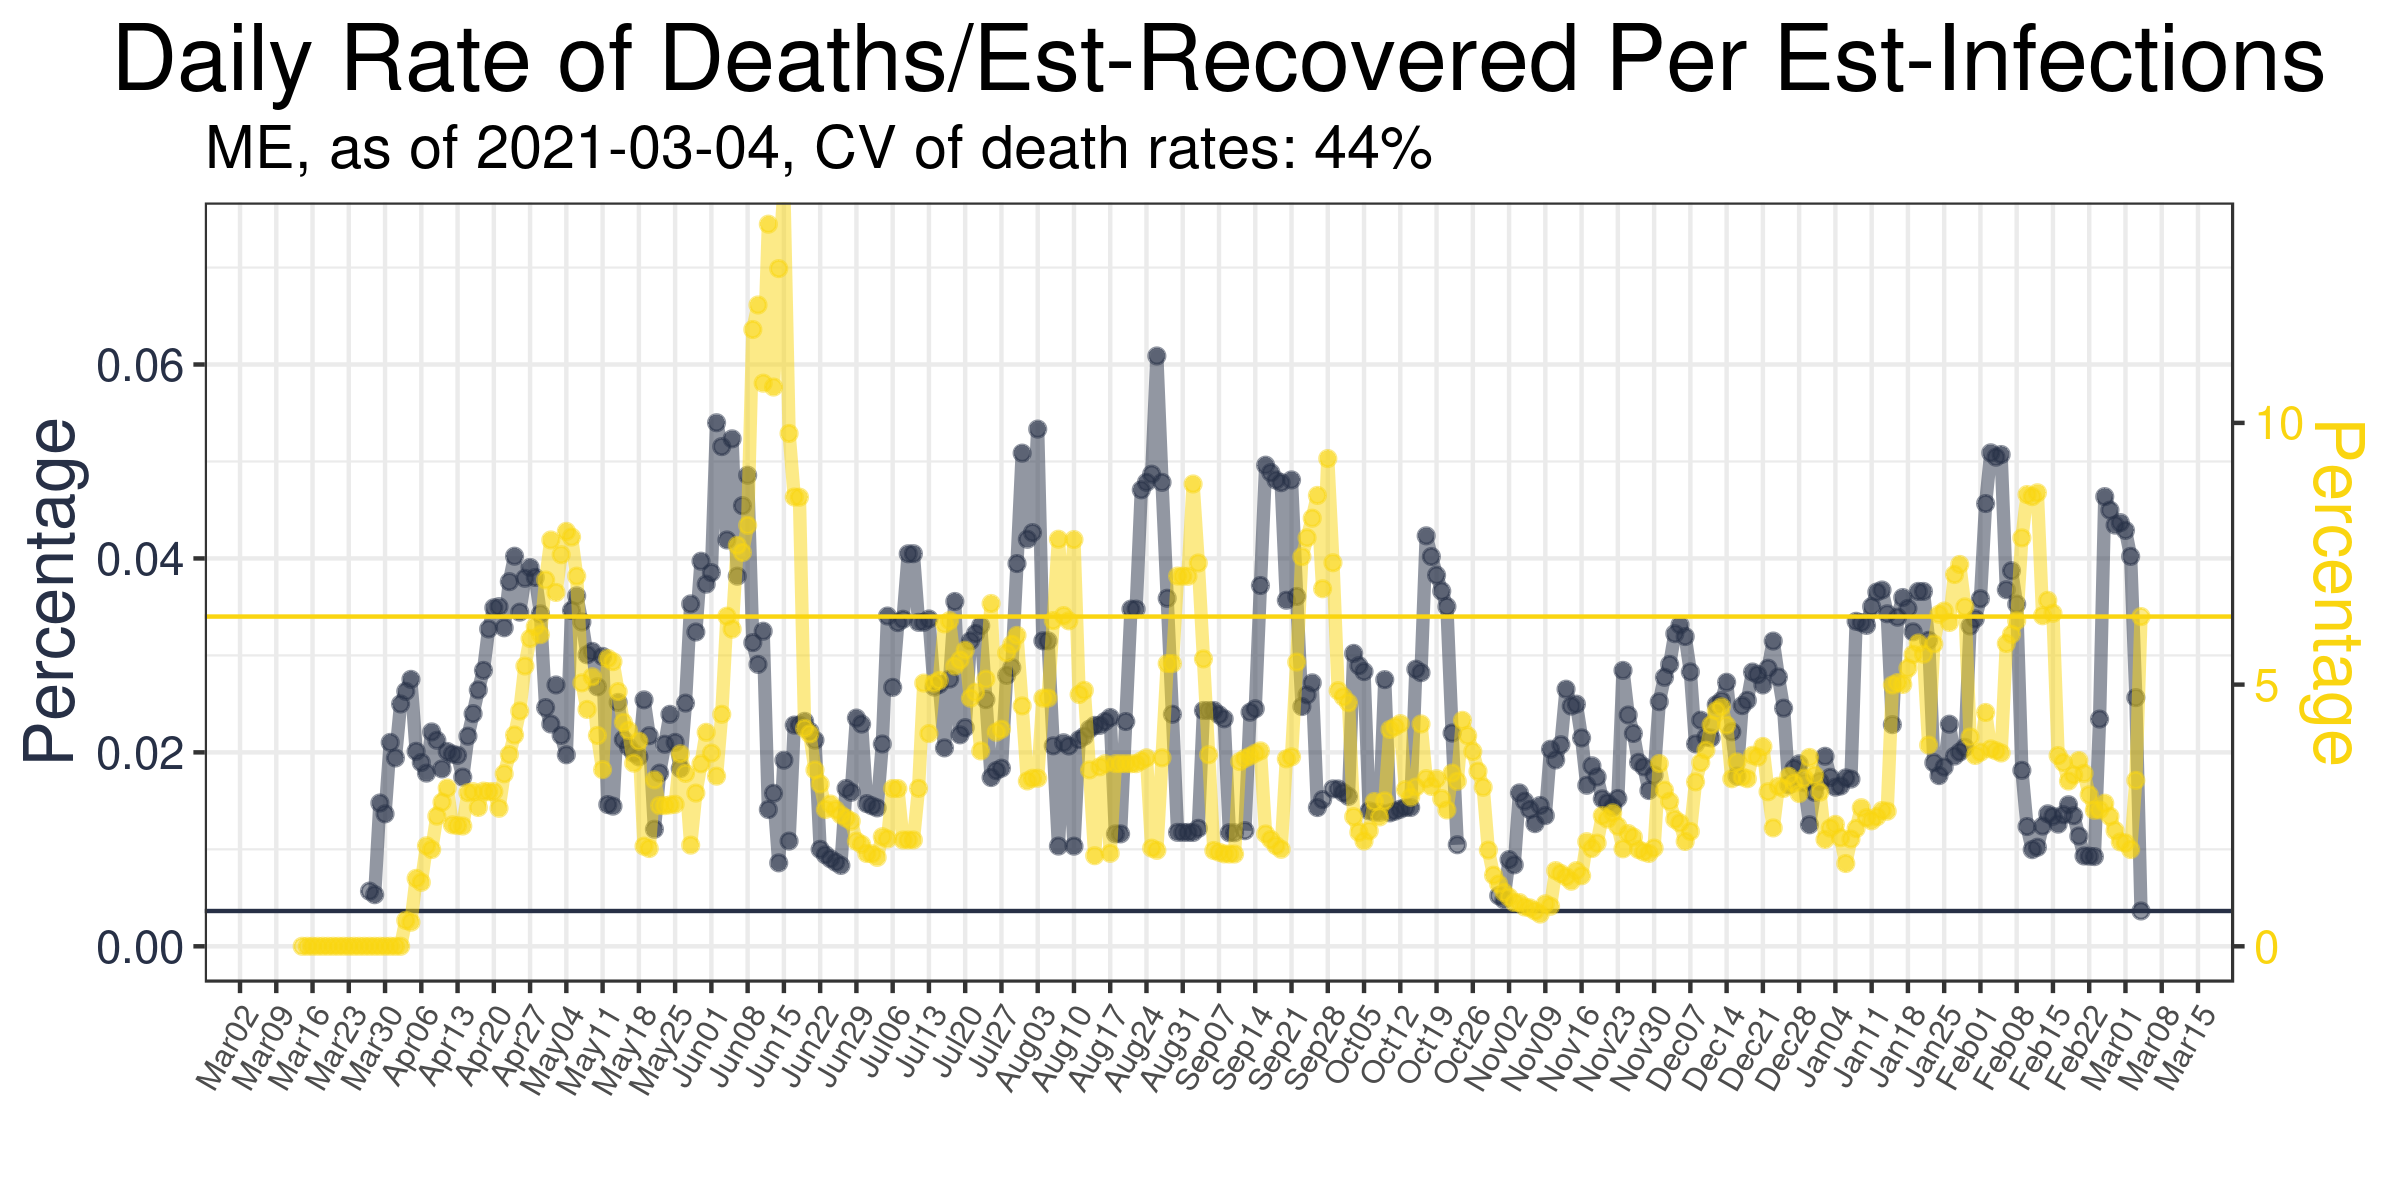 Daily Rate of Deaths/Est-Recovered Per Est-Infections
ME, as of 2021-03-04, CV of death rates: 44%
Percentage
0.06
0.04
0.02
0.00
10
5
0
Percentage
Mar02
Mar09
Mar16
Mar23
Mar30
Apr06
Apr13
Apr20
Apr27
May04
May11
May18
May25
Jun01
Jun08
Jun15
Jun22
Jun29
Jul06
Jul13
Jul20
Jul27
Aug03
Aug10
Aug17
Aug24
Aug31
Sep07
Sep14
Sep21
Sep28
Oct05
Oct12
Oct19
Oct26
Nov02
Nov09
Nov16
Nov23
Nov30
Dec07
Dec14
Dec21
Dec28
Jan04
Jan11
Jan18
Jan25
Feb01
Feb08
Feb15
Feb22
Mar01
Mar08
Mar15